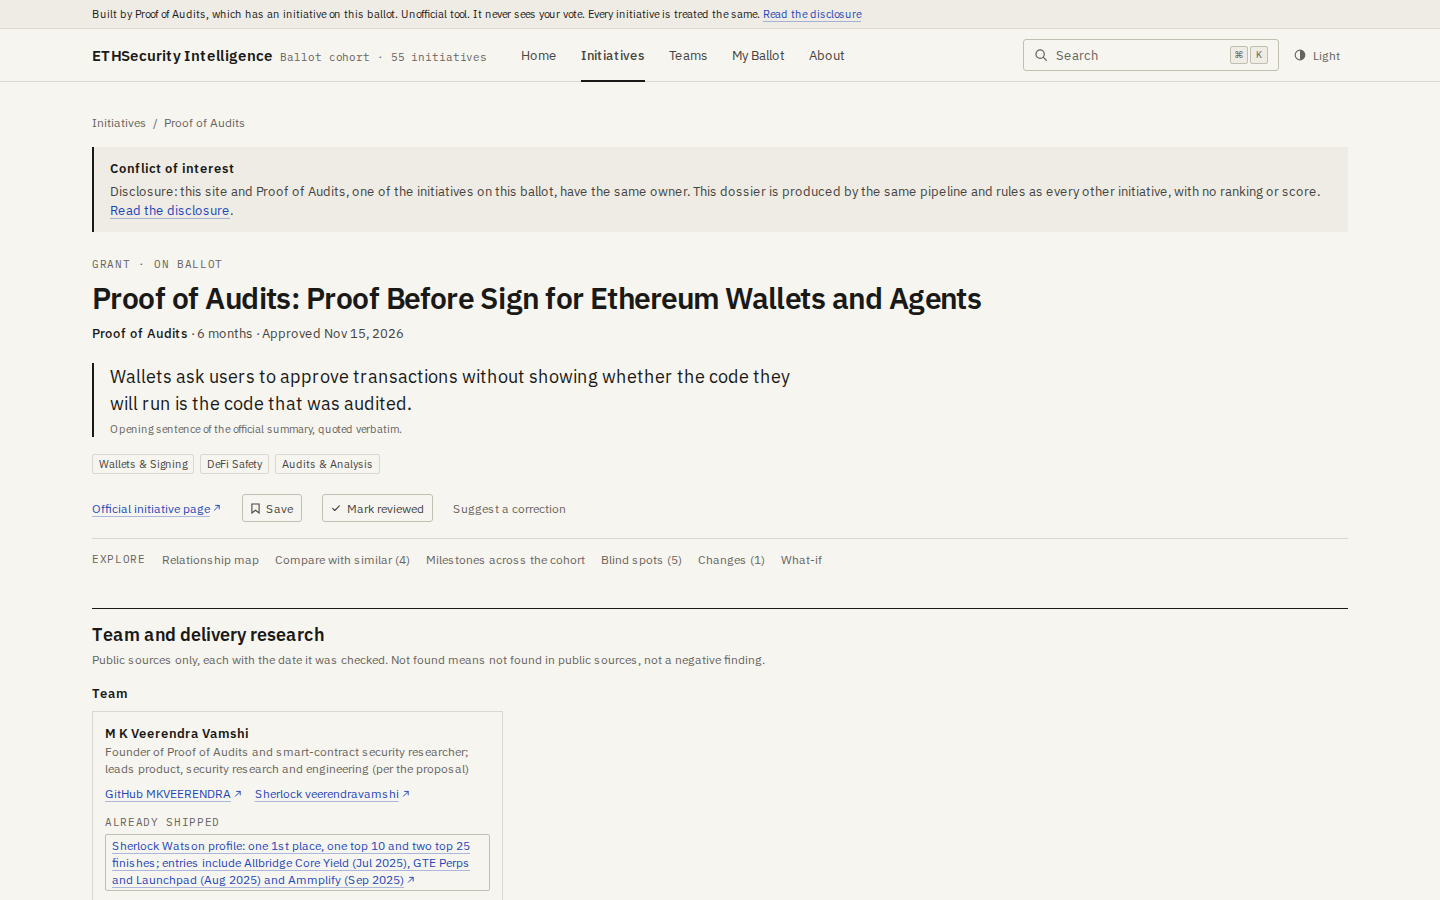 Built by Proof of Audits, which has an initiative on this ballot. Unofficial tool. It never sees your vote. Every initiative is treated the same. Read the disclosure
ETHSecurity Intelligence Ballot cohort · 55 initiatives Home Initiatives Teams My Ballot About Search ⌘ K Light
Initiatives / Proof of Audits
Conflict of interest
Disclosure: this site and Proof of Audits, one of the initiatives on this ballot, have the same owner. This dossier is produced by the same pipeline and rules as every other initiative, with no ranking or score.
Read the disclosure.
GRANT · ON BALLOT
Proof of Audits: Proof Before Sign for Ethereum Wallets and Agents
Proof of Audits · 6 months · Approved Nov 15, 2026
Wallets ask users to approve transactions without showing whether the code they
will run is the code that was audited.
Opening sentence of the official summary, quoted verbatim.
Wallets & Signing DeFi Safety Audits & Analysis
Official initiative page ↗ Save Mark reviewed Suggest a correction
EXPLORE Relationship map Compare with similar (4) Milestones across the cohort Blind spots (5) Changes (1) What-if
Team and delivery research
Public sources only, each with the date it was checked. Not found means not found in public sources, not a negative finding.
Team
M K Veerendra Vamshi
Founder of Proof of Audits and smart-contract security researcher;
leads product, security research and engineering (per the proposal)
GitHub MKVEERENDRA ↗ Sherlock veerendravamshi ↗
ALREADY SHIPPED
Sherlock Watson profile: one 1st place, one top 10 and two top 25
finishes; entries include Allbridge Core Yield (Jul 2025), GTE Perps
and Launchpad (Aug 2025) and Ammplify (Sep 2025) ↗